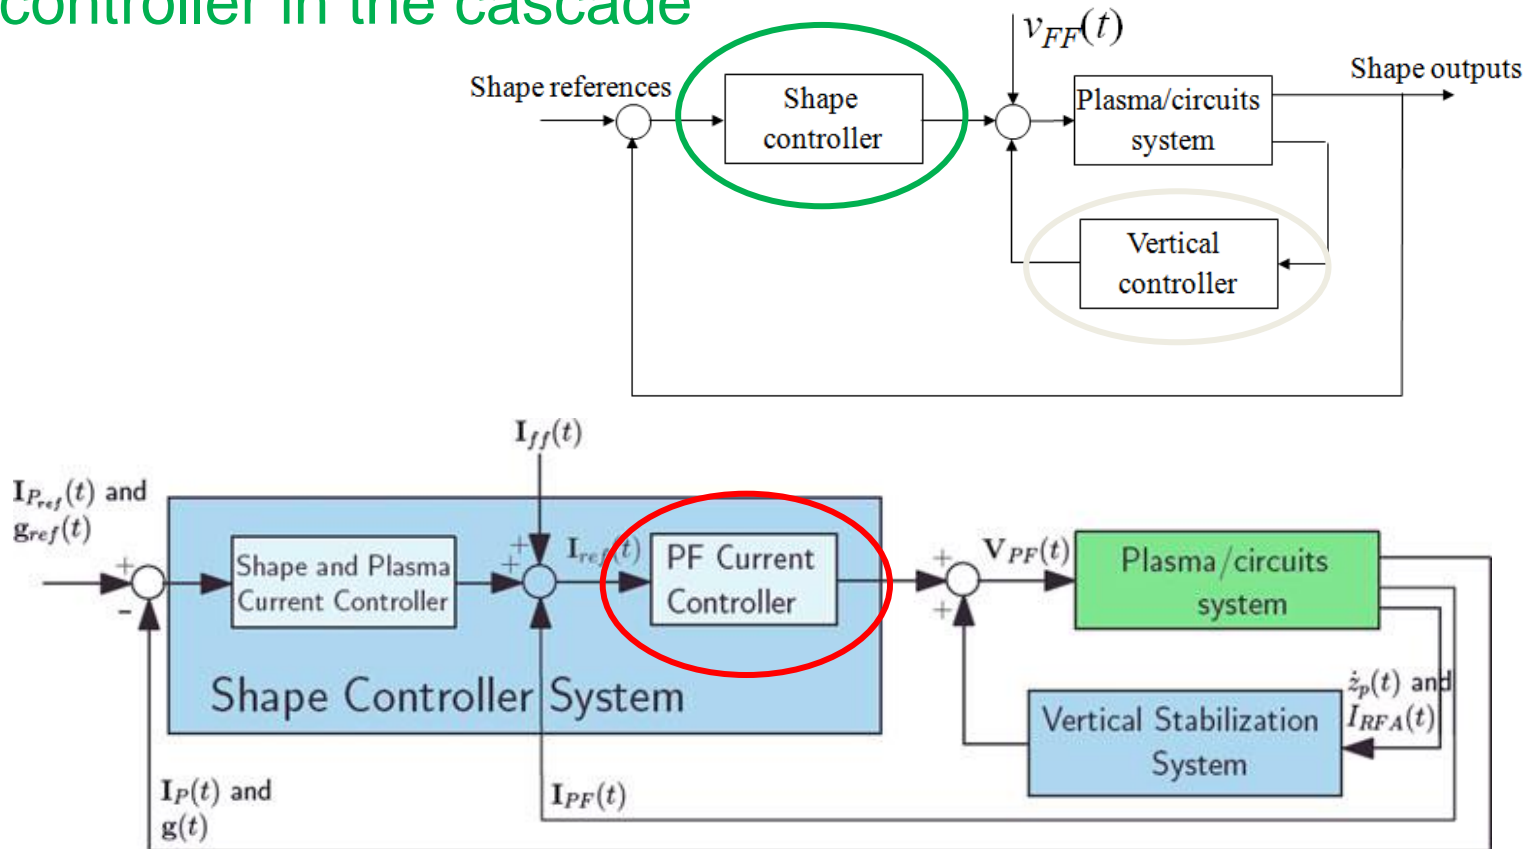 controller in the cascade
v_FF(t)
Shape references
Shape
controller
Plasma/circuits
system
Shape outputs
Vertical
controller
I_ff(t)
I_Pref(t) and
g_ref(t)
+
-
Shape and Plasma
Current Controller
+
+
I_ref(t)
PF Current
Controller
+
+
V_PF(t)
Plasma/circuits
system
Shape Controller System
ż_p(t) and
I_RFA(t)
Vertical Stabilization
System
I_P(t) and
g(t)
I_PF(t)